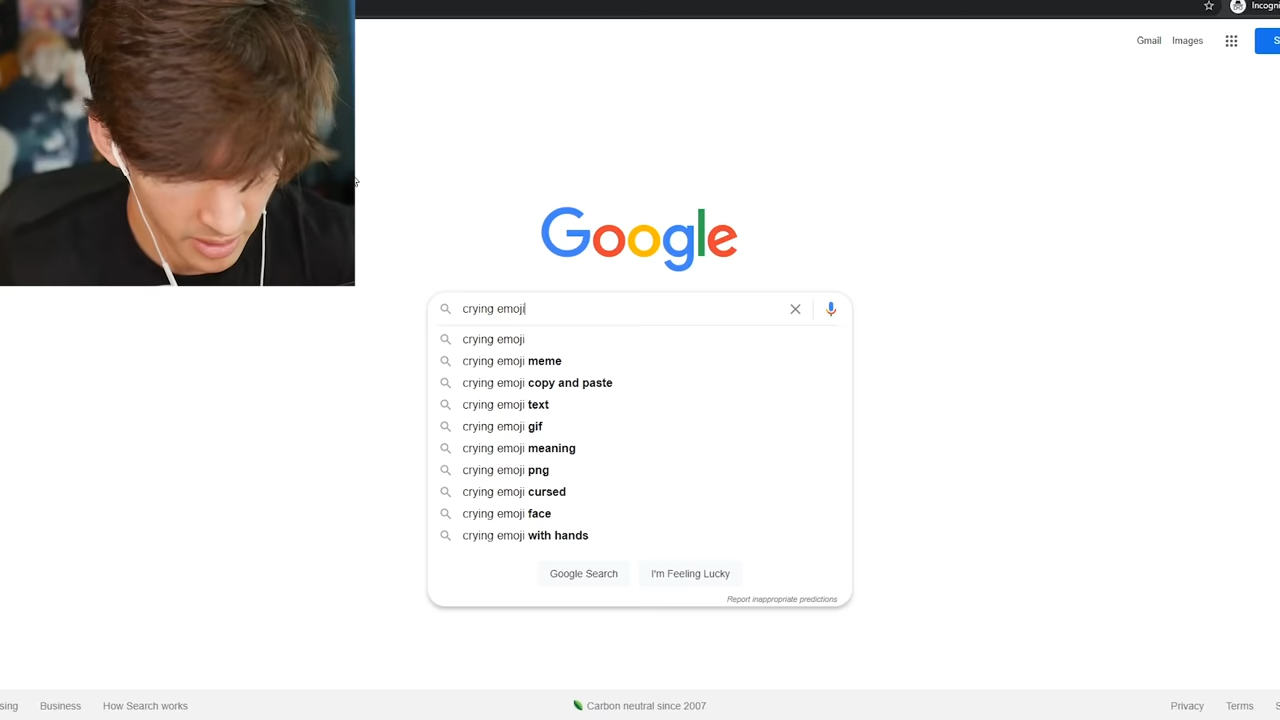 Incogni
Gmail Images S
Google
crying emoji
crying emoji
crying emoji meme
crying emoji copy and paste
crying emoji text
crying emoji gif
crying emoji meaning
crying emoji png
crying emoji cursed
crying emoji face
crying emoji with hands
Google Search I'm Feeling Lucky
Report inappropriate predictions
sing Business How Search works Carbon neutral since 2007 Privacy Terms S